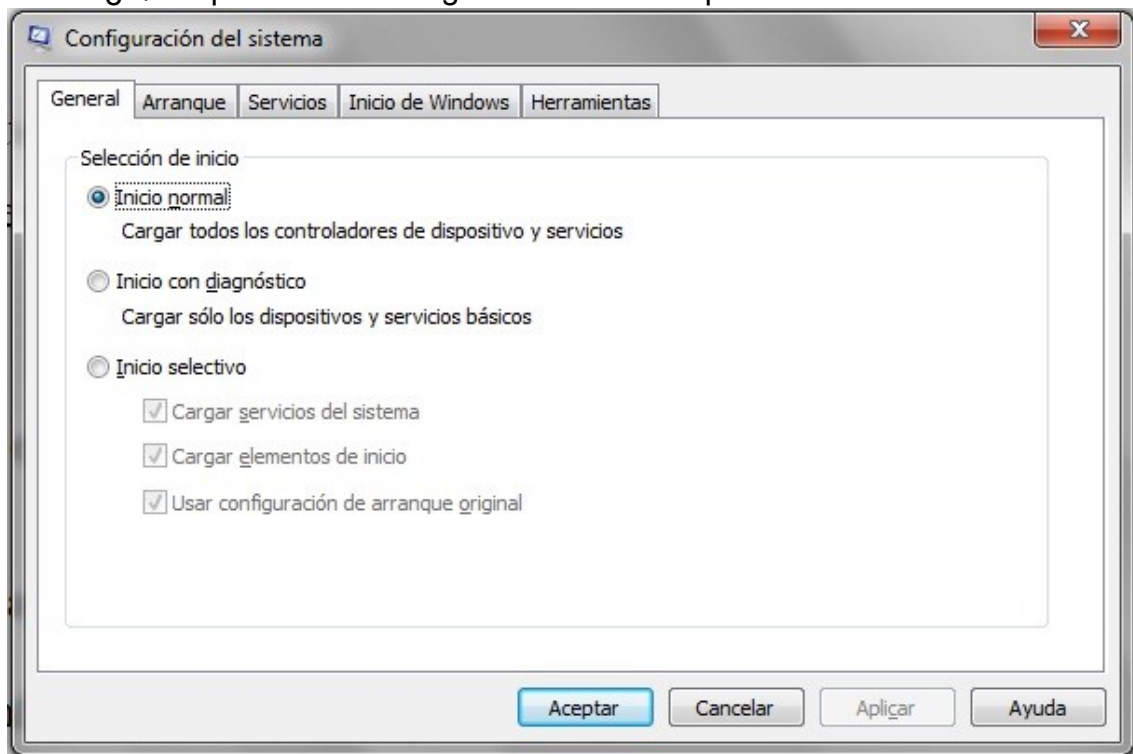 Configuración del sistema
General Arranque Servicios Inicio de Windows Herramientas
Selección de inicio
Inicio normal
Cargar todos los controladores de dispositivo y servicios
Inicio con diagnóstico
Cargar sólo los dispositivos y servicios básicos
Inicio selectivo
Cargar servicios del sistema
Cargar elementos de inicio
Usar configuración de arranque original
Aceptar Cancelar Aplicar Ayuda